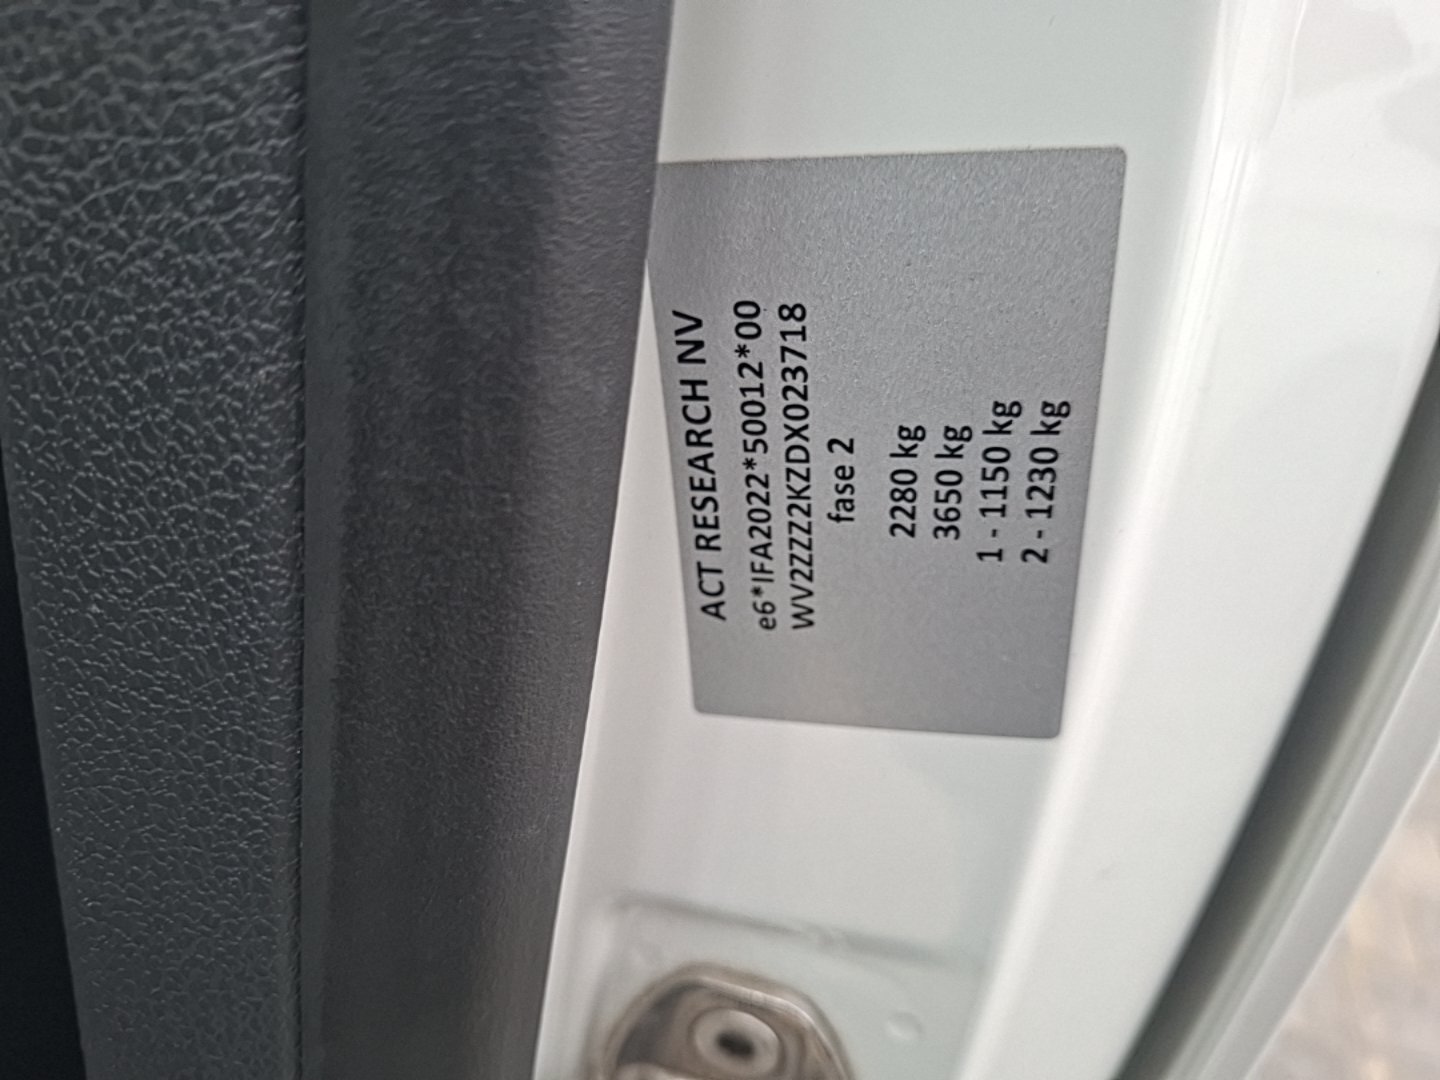 ACT RESEARCH NV
e6*IFA2022*50012*00
WV2ZZZ2KZDX023718
fase 2
2280 kg
3650 kg
1 - 1150 kg
2 - 1230 kg